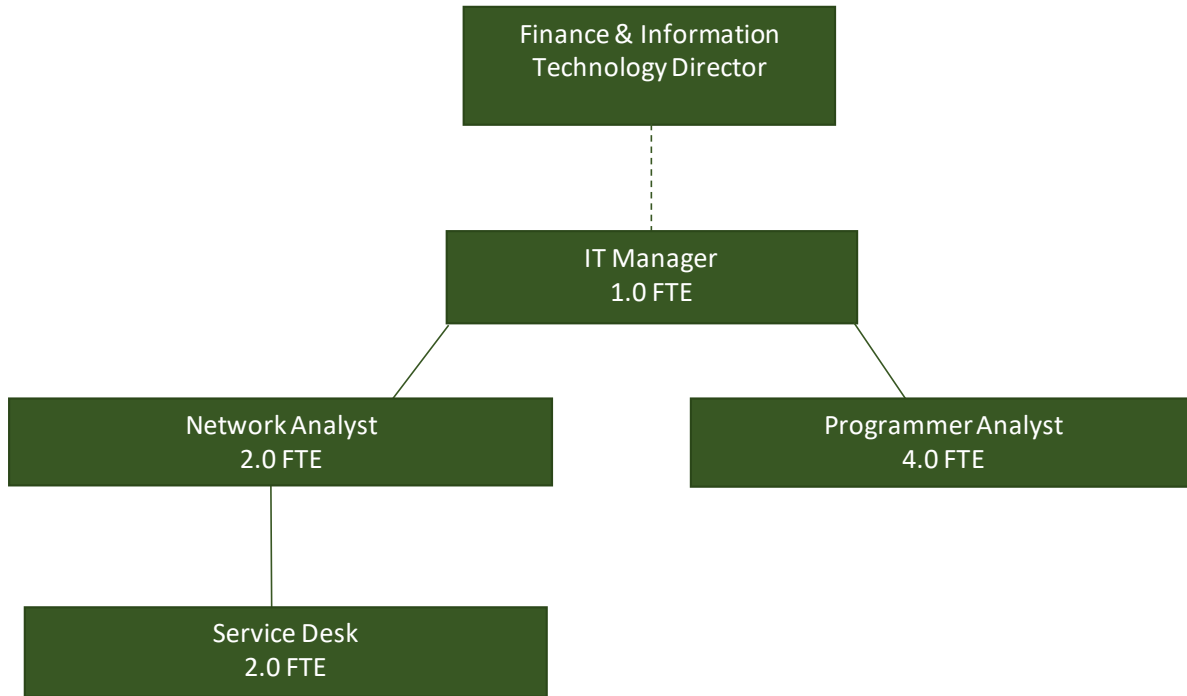 Finance & Information
Technology Director
IT Manager
1.0 FTE
Network Analyst
2.0 FTE
Programmer Analyst
4.0 FTE
Service Desk
2.0 FTE